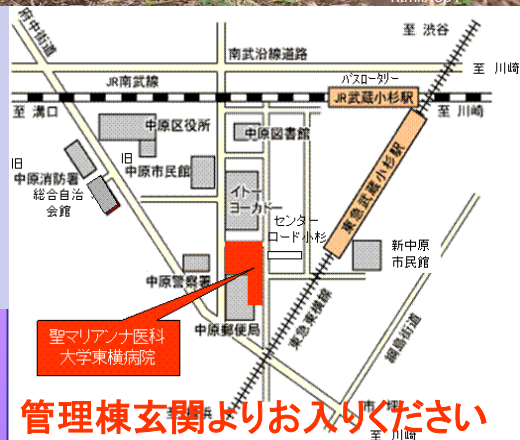 府中街道
至 渋谷
南武沿線道路
至 川崎
JR南武線
バスロータリー
JR武蔵小杉駅
至 溝口
至 川崎
中原区役所
中原図書館
旧
中原消防署
旧
中原市民館
東急武蔵小杉駅
総合自治
会館
イトー
ヨーカドー
センター
ロード小杉
新中原
市民館
中原警察署
東急東横線
綱島街道
聖マリアンナ医科
大学東横病院
中原郵便局
管理棟玄関よりお入りください
至 川崎